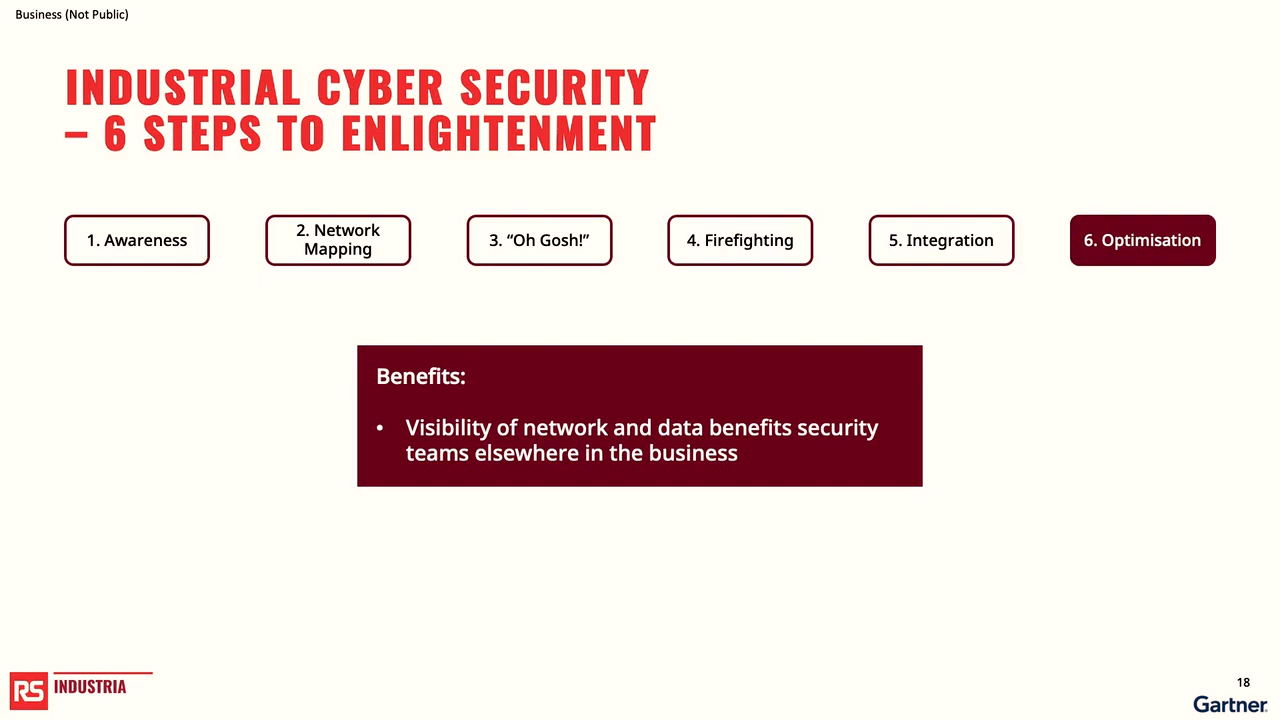 Business (Not Public)
INDUSTRIAL CYBER SECURITY
– 6 STEPS TO ENLIGHTENMENT
1. Awareness
2. Network
Mapping
3. “Oh Gosh!”
4. Firefighting
5. Integration
6. Optimisation
Benefits:
• Visibility of network and data benefits security
teams elsewhere in the business
RS INDUSTRIA
18
Gartner